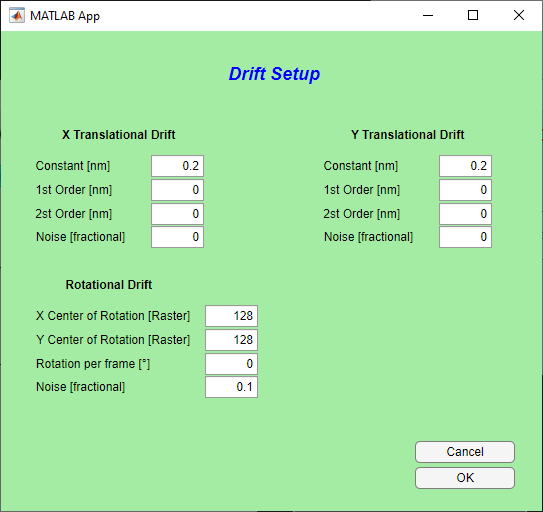 MATLAB App
Drift Setup
X Translational Drift
Constant [nm] 0.2
1st Order [nm] 0
2st Order [nm] 0
Noise [fractional] 0
Y Translational Drift
Constant [nm] 0.2
1st Order [nm] 0
2st Order [nm] 0
Noise [fractional] 0
Rotational Drift
X Center of Rotation [Raster] 128
Y Center of Rotation [Raster] 128
Rotation per frame [°] 0
Noise [fractional] 0.1
Cancel
OK